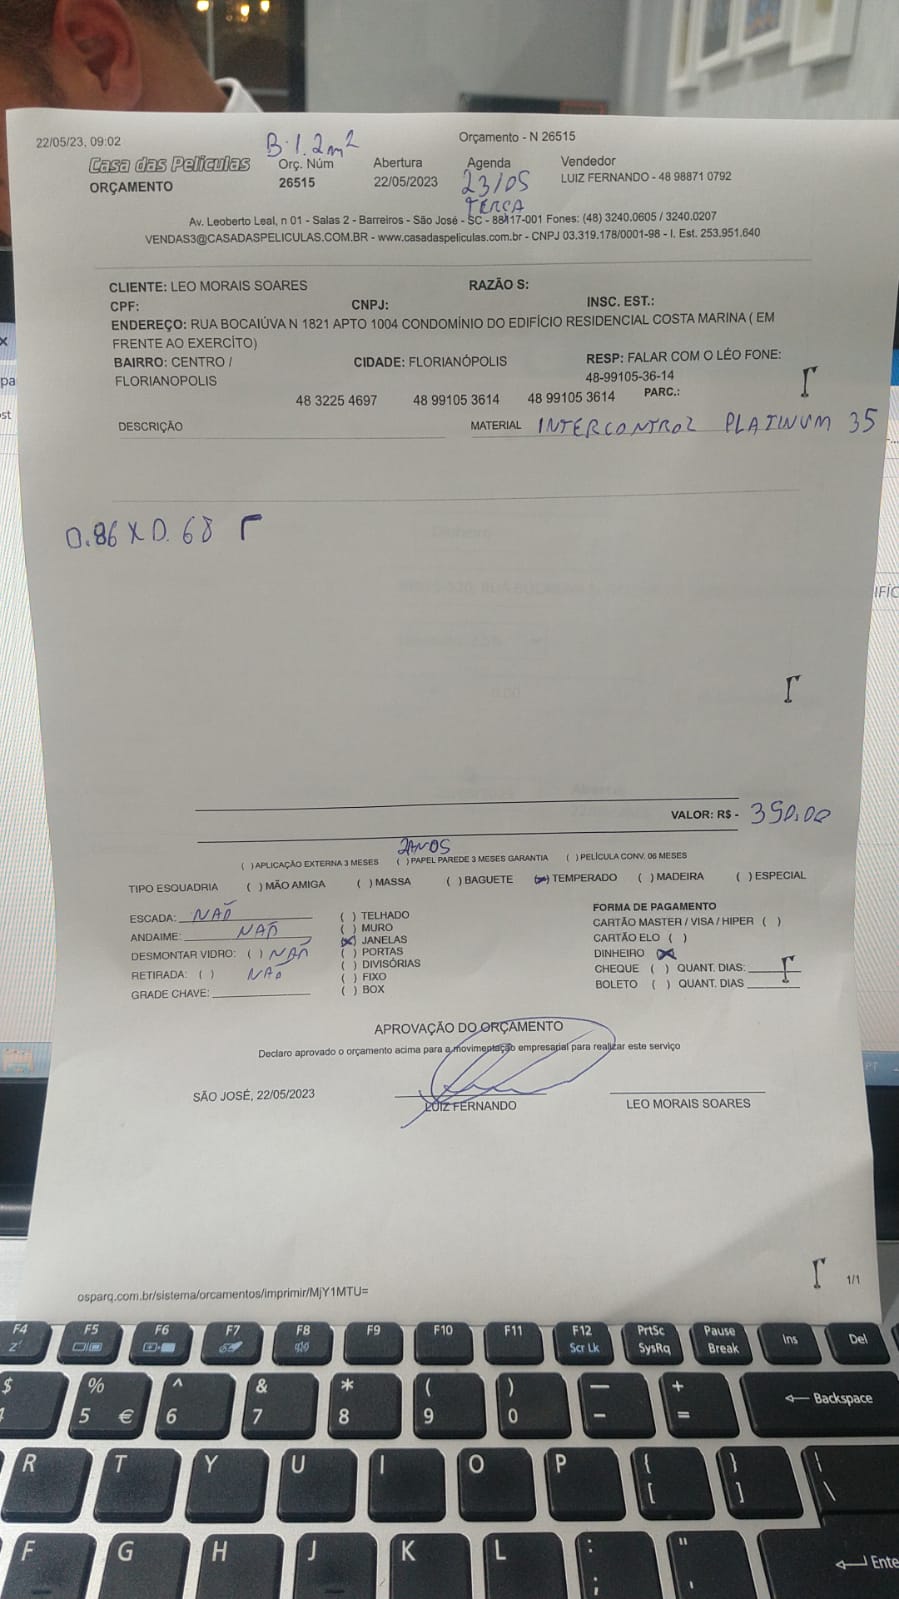 22/05/23, 09:02
Orçamento - N 26515
B.1.2m²
Casa das Películas
ORÇAMENTO
Orç. Núm
26515
Abertura
22/05/2023
Agenda
23/05
TERÇA
Vendedor
LUIZ FERNANDO - 48 98871 0792
Av. Leoberto Leal, n 01 - Salas 2 - Barreiros - São José - SC - 88117-001 Fones: (48) 3240.0605 / 3240.0207
VENDAS3@CASADASPELICULAS.COM.BR - www.casadaspeliculas.com.br - CNPJ 03.319.178/0001-98 - I. Est. 253.951.640
CLIENTE: LEO MORAIS SOARES RAZÃO S:
CPF: CNPJ: INSC. EST.:
ENDEREÇO: RUA BOCAIÚVA N 1821 APTO 1004 CONDOMÍNIO DO EDIFÍCIO RESIDENCIAL COSTA MARINA ( EM
FRENTE AO EXERCÍTO)
BAIRRO: CENTRO / CIDADE: FLORIANÓPOLIS RESP: FALAR COM O LÉO FONE:
FLORIANOPOLIS 48-99105-36-14
48 3225 4697 48 99105 3614 48 99105 3614 PARC.:
DESCRIÇÃO MATERIAL INTERCONTROL PLATINUM 35
0.86 X 0.68
VALOR: R$ - 390.00
2ANOS
( ) APLICAÇÃO EXTERNA 3 MESES ( ) PAPEL PAREDE 3 MESES GARANTIA ( ) PELÍCULA CONV. 06 MESES
TIPO ESQUADRIA ( ) MÃO AMIGA ( ) MASSA ( ) BAGUETE (x) TEMPERADO ( ) MADEIRA ( ) ESPECIAL
ESCADA: NAÕ
ANDAIME: NAÕ
DESMONTAR VIDRO: ( ) NAÕ
RETIRADA: ( ) NAÕ
GRADE CHAVE:
( ) TELHADO
( ) MURO
(x) JANELAS
( ) PORTAS
( ) DIVISÓRIAS
( ) FIXO
( ) BOX
FORMA DE PAGAMENTO
CARTÃO MASTER / VISA / HIPER ( )
CARTÃO ELO ( )
DINHEIRO (x)
CHEQUE ( ) QUANT. DIAS:
BOLETO ( ) QUANT. DIAS
APROVAÇÃO DO ORÇAMENTO
Declaro aprovado o orçamento acima para a movimentação empresarial para realizar este serviço
SÃO JOSÉ, 22/05/2023
LUIZ FERNANDO
LEO MORAIS SOARES
osparq.com.br/sistema/orcamentos/imprimir/MjY1MTU=
1/1
F4 F5 F6 F7 F8 F9 F10 F11 F12 PrtSc Pause Ins Del
Scr Lk SysRq Break
$ % ^ & * ( ) — + Backspace
5 € 6 7 8 9 0 - =
R T Y U I O P { [ } ] | \
F G H J K L : ; " ' Enter